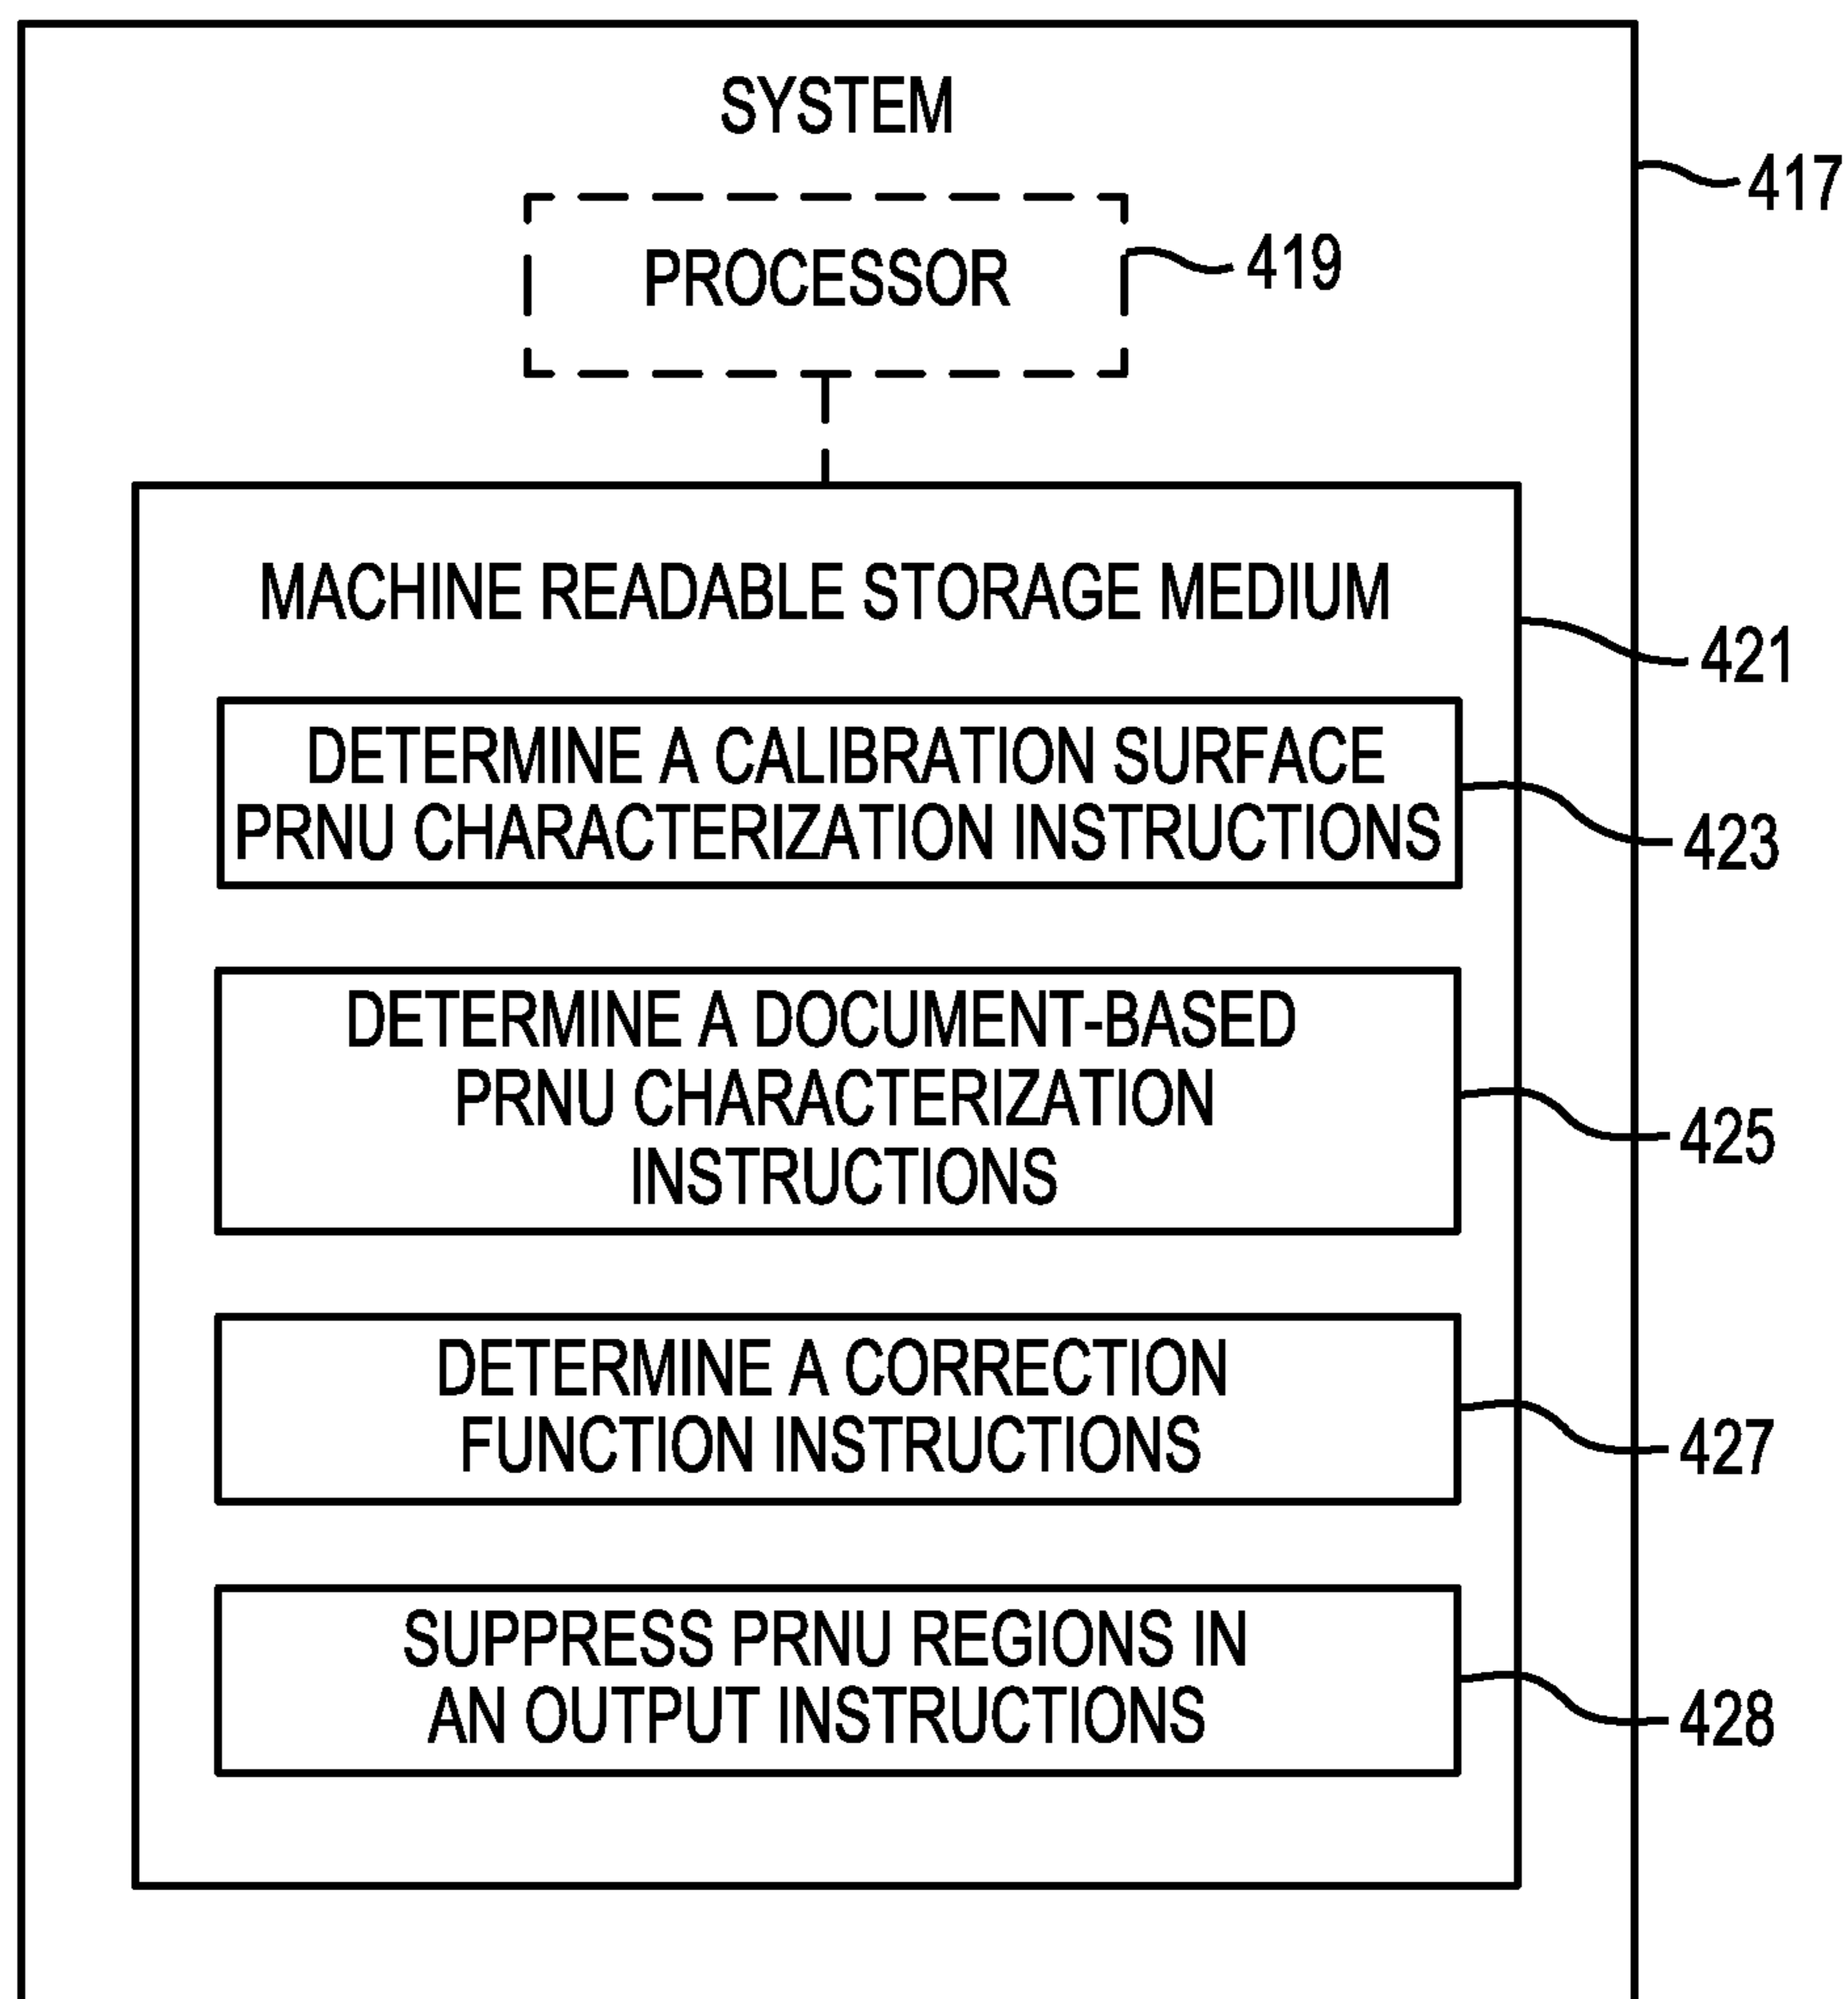 SYSTEM
417
PROCESSOR
419
MACHINE READABLE STORAGE MEDIUM
421
DETERMINE A CALIBRATION SURFACE
PRNU CHARACTERIZATION INSTRUCTIONS
423
DETERMINE A DOCUMENT-BASED
PRNU CHARACTERIZATION
INSTRUCTIONS
425
DETERMINE A CORRECTION
FUNCTION INSTRUCTIONS
427
SUPPRESS PRNU REGIONS IN
AN OUTPUT INSTRUCTIONS
428